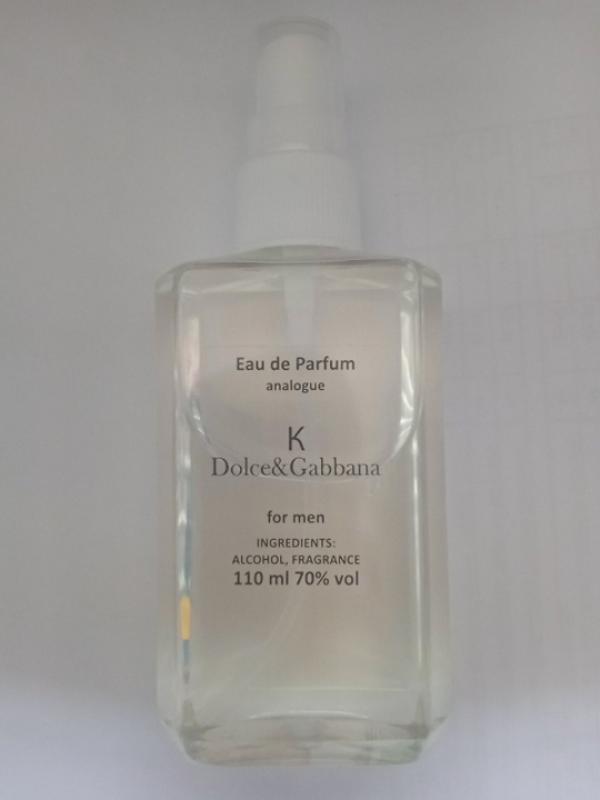 Eau de Parfum
analogue
K
Dolce&Gabbana
for men
INGREDIENTS:
ALCOHOL, FRAGRANCE
110 ml 70% vol